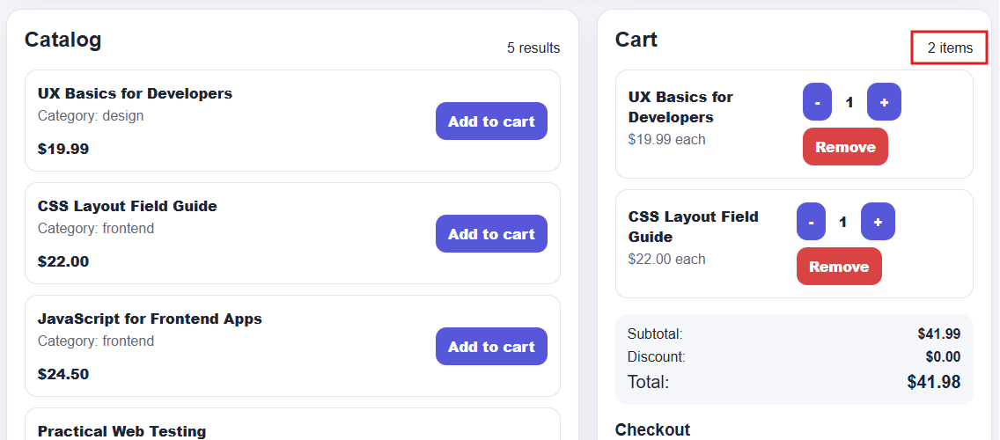 Catalog
5 results
UX Basics for Developers
Category: design
$19.99
Add to cart
CSS Layout Field Guide
Category: frontend
$22.00
Add to cart
JavaScript for Frontend Apps
Category: frontend
$24.50
Add to cart
Practical Web Testing
Cart
2 items
UX Basics for
Developers
$19.99 each
- 1 +
Remove
CSS Layout Field
Guide
$22.00 each
- 1 +
Remove
Subtotal: $41.99
Discount: $0.00
Total: $41.98
Checkout